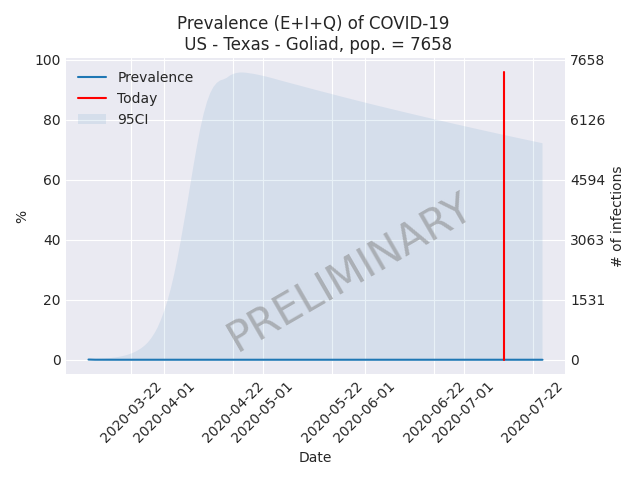 Prevalence (E+I+Q) of COVID-19
US - Texas - Goliad, pop. = 7658
Prevalence
Today
95CI
100
80
60
40
20
0
%
7658
6126
4594
3063
1531
0
# of infections
PRELIMINARY
2020-03-22
2020-04-01
2020-04-22
2020-05-01
2020-05-22
2020-06-01
2020-06-22
2020-07-01
2020-07-22
Date